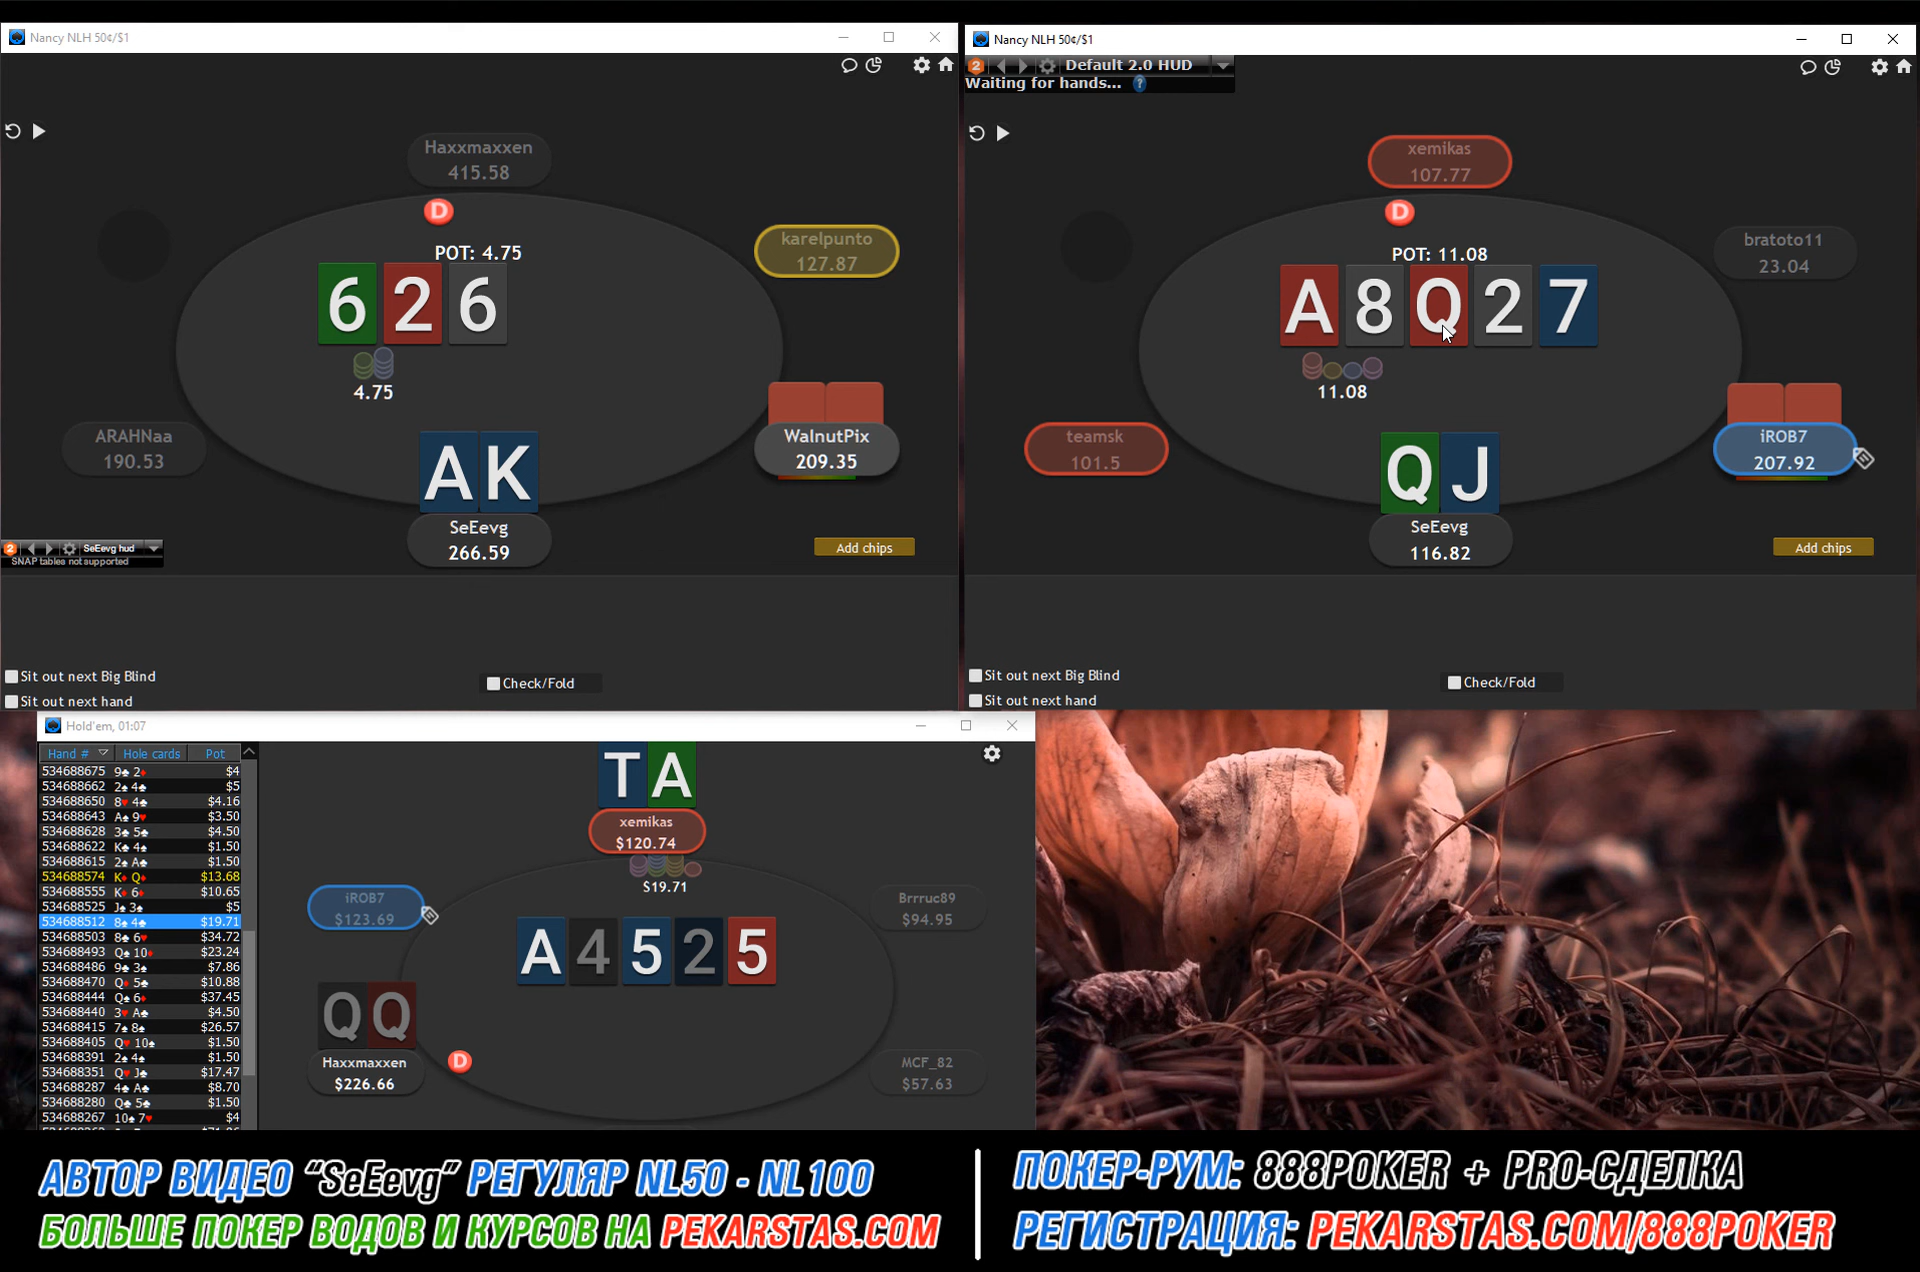 Nancy NLH 50¢/$1
Haxxmaxxen
415.58
D
POT: 4.75
karelpunto
127.87
6 2 6
4.75
ARAHNaa
190.53
WalnutPix
209.35
A K
SeEevg
266.59
2 SeEevg hud
SNAP tables not supported
Add chips
Sit out next Big Blind
Check/Fold
Sit out next hand
Nancy NLH 50¢/$1
2 Default 2.0 HUD
Waiting for hands... ?
xemikas
107.77
D
POT: 11.08
bratoto11
23.04
A 8 Q 2 7
11.08
teamsk
101.5
iROB7
207.92
Q J
SeEevg
116.82
Add chips
Sit out next Big Blind
Check/Fold
Sit out next hand
Hold'em, 01:07
Hand # Hole cards Pot
534688675 9♠ 2♦ $4
534688662 2♠ 4♣ $5
534688650 8♥ 4♣ $4.16
534688643 A♠ 9♥ $3.50
534688628 3♣ 5♣ $4.50
534688622 K♣ 4♠ $1.50
534688615 2♠ A♣ $1.50
534688574 K♦ Q♦ $13.68
534688555 K♦ 6♦ $10.65
534688525 J♠ 3♠ $5
534688512 8♠ 4♣ $19.71
534688503 8♠ 6♥ $34.72
534688493 Q♠ 10♦ $23.24
534688486 9♣ 3♠ $7.86
534688470 Q♦ 5♣ $10.88
534688444 Q♠ 6♦ $37.45
534688440 3♥ A♣ $4.50
534688415 7♠ 8♠ $26.57
534688405 Q♥ 10♠ $1.50
534688391 2♠ 4♠ $1.50
534688351 Q♥ J♣ $17.47
534688287 4♣ A♠ $8.70
534688280 Q♣ 5♠ $1.50
534688267 10♠ 7♥ $4
T A
xemikas
$120.74
$19.71
iROB7
$123.69
Brrruc89
$94.95
A 4 5 2 5
Q Q
Haxxmaxxen
$226.66
D
MCF_82
$57.63
АВТОР ВИДЕО “SeEevg” РЕГУЛЯР NL50 - NL100
БОЛЬШЕ ПОКЕР ВОДОВ И КУРСОВ НА PEKARSTAS.COM
ПОКЕР-РУМ: 888POKER + PRO-СДЕЛКА
РЕГИСТРАЦИЯ: PEKARSTAS.COM/888POKER